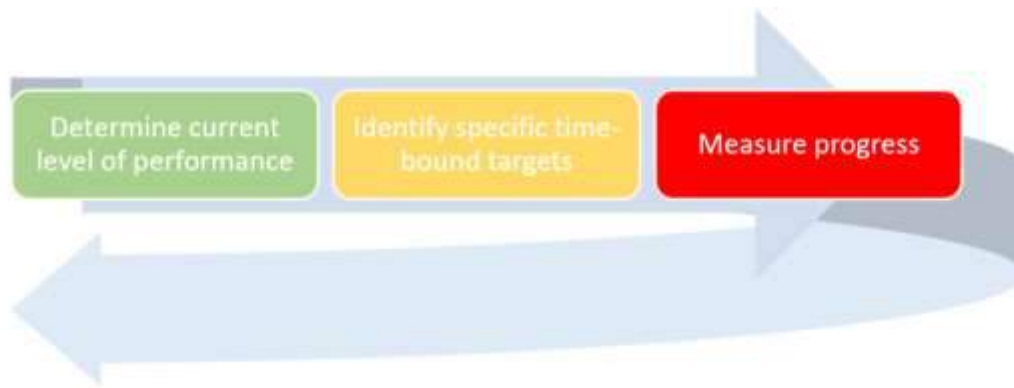 Determine current
level of performance
Identify specific time-
bound targets
Measure progress